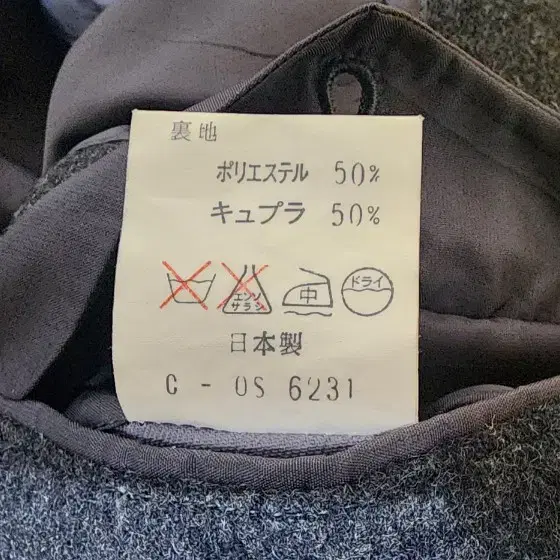 裏地
ポリエステル 50%
キュプラ 50%
エンソ
サラシ
中
ドライ
日本製
C - OS 6231